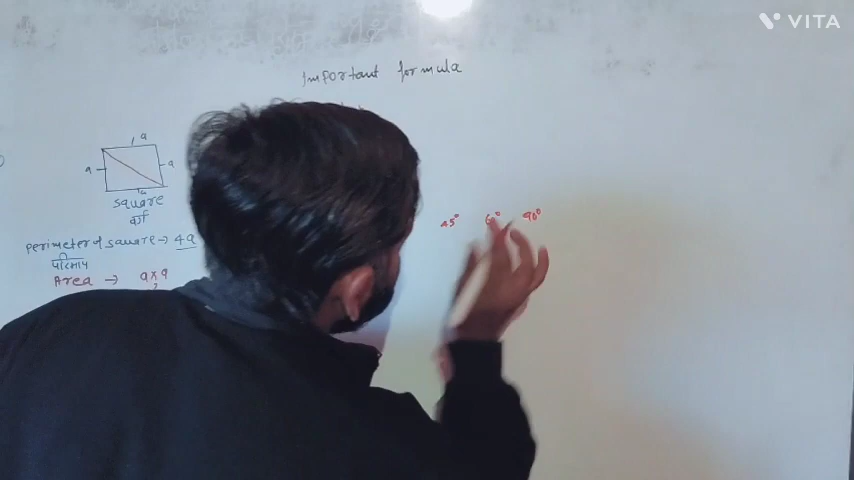 VITA
Important formula
a
a
a
a
square
वर्ग
perimeter of square → 4a
परिमाप
Area → a x a
45° 60° 90°